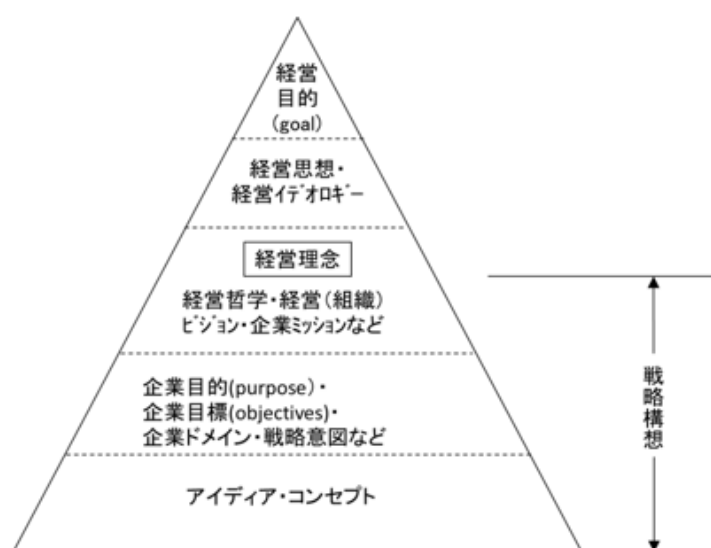 経営
目的
(goal)
経営思想・
経営ｲﾃﾞｵﾛｷﾞｰ
経営理念
経営哲学・経営（組織）
ﾋﾞｼﾞｮﾝ・企業ﾐｯｼｮﾝなど
企業目的(purpose）・
企業目標(objectives)・
企業ドメイン・戦略意図など
アイディア・コンセプト
戦略構想